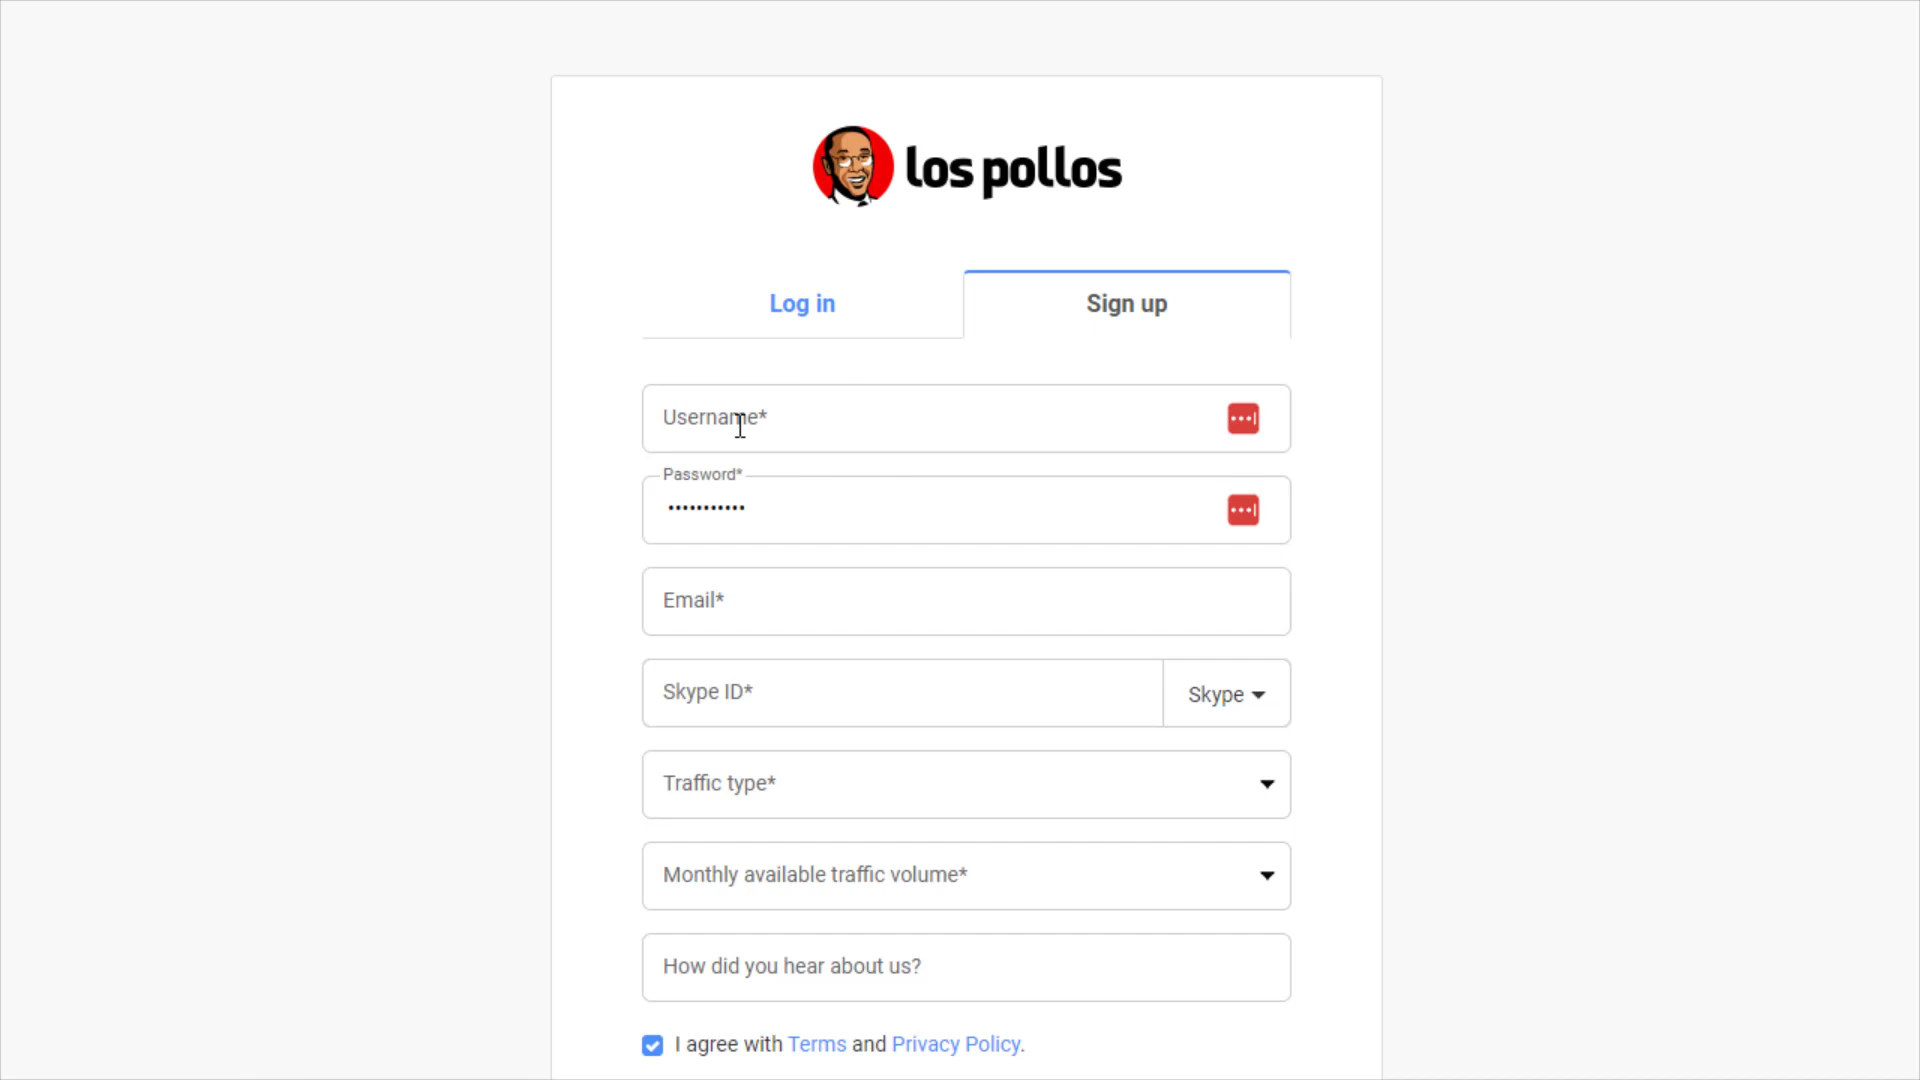 los pollos
Log in
Sign up
Username*
Password*
•••••••••••
Email*
Skype ID*
Skype
Traffic type*
Monthly available traffic volume*
How did you hear about us?
I agree with Terms and Privacy Policy.